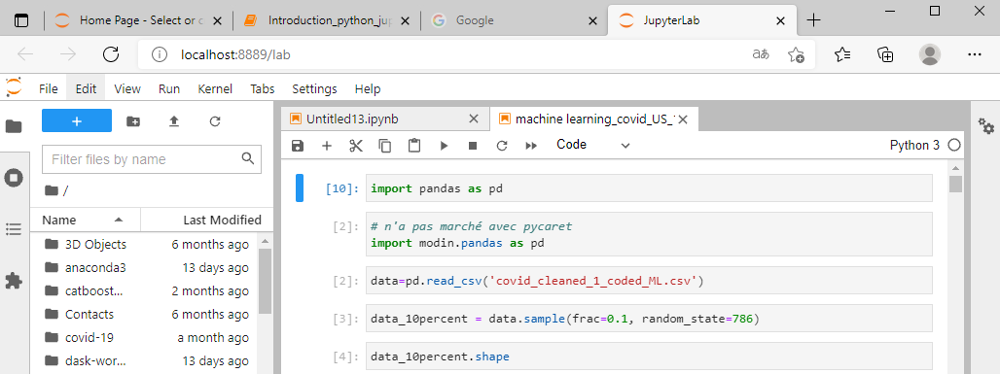 Home Page - Select or c
Introduction_python_jup
Google
JupyterLab
localhost:8889/lab
aあ
File Edit View Run Kernel Tabs Settings Help
Untitled13.ipynb
machine learning_covid_US_
Code
Python 3
Filter files by name
/
Name Last Modified
3D Objects 6 months ago
anaconda3 13 days ago
catboost... 2 months ago
Contacts 6 months ago
covid-19 a month ago
dask-wor... 13 days ago
[10]: import pandas as pd
[2]: # n'a pas marché avec pycaret
import modin.pandas as pd
[2]: data=pd.read_csv('covid_cleaned_1_coded_ML.csv')
[3]: data_10percent = data.sample(frac=0.1, random_state=786)
[4]: data_10percent.shape